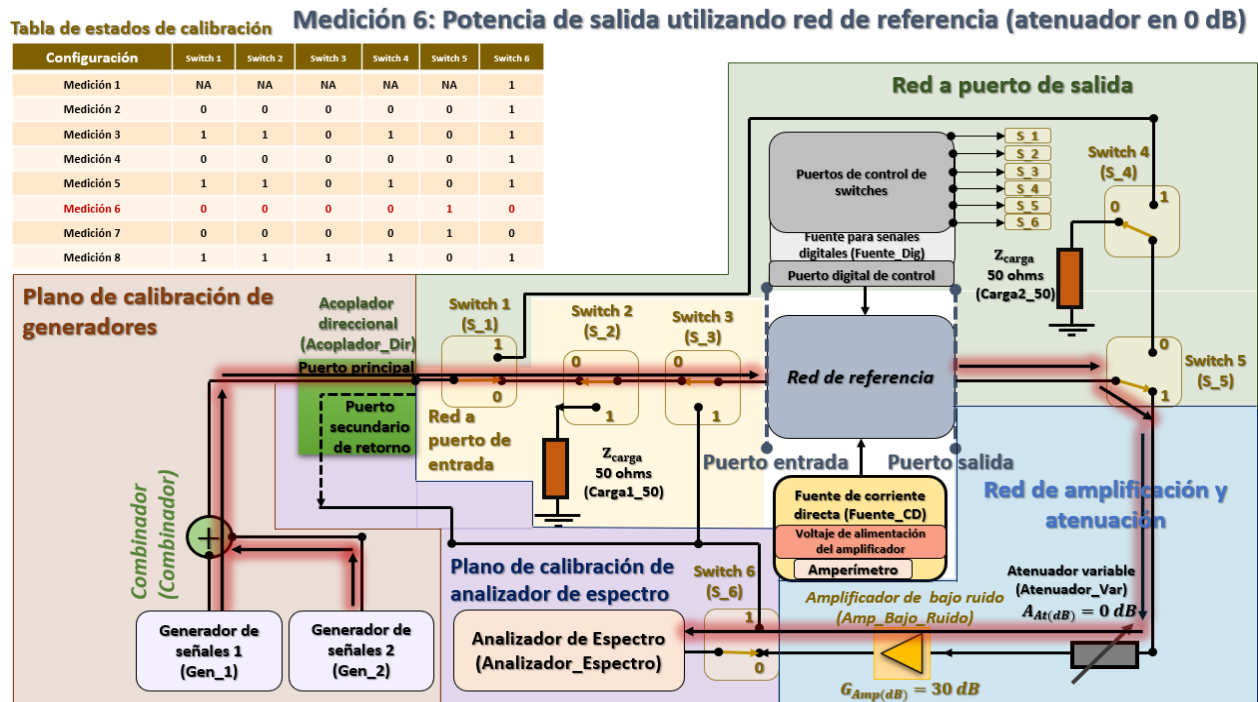 Medición 6: Potencia de salida utilizando red de referencia (atenuador en 0 dB)
Tabla de estados de calibración
Configuración Switch 1 Switch 2 Switch 3 Switch 4 Switch 5 Switch 6
Medición 1 NA NA NA NA NA 1
Medición 2 0 0 0 0 0 1
Medición 3 1 1 0 1 0 1
Medición 4 0 0 0 0 0 1
Medición 5 1 1 0 1 0 1
Medición 6 0 0 0 0 1 0
Medición 7 0 0 0 0 1 0
Medición 8 1 1 1 1 0 1
Red a puerto de salida
Puertos de control de
switches
S_1
S_2
S_3
S_4
S_5
S_6
Fuente para señales
digitales (Fuente_Dig)
Puerto digital de control
Switch 4
(S_4)
1
0
Zcarga
50 ohms
(Carga2_50)
Plano de calibración de
generadores
Acoplador
direccional
(Acoplador_Dir)
Puerto principal
Puerto
secundario
de retorno
Switch 1
(S_1)
1
0
Switch 2
(S_2)
0
1
Switch 3
(S_3)
0
1
Red a
puerto de
entrada
Zcarga
50 ohms
(Carga1_50)
Red de referencia
0
Switch 5
(S_5)
1
Puerto entrada
Puerto salida
Fuente de corriente
directa (Fuente_CD)
Voltaje de alimentación
del amplificador
Amperímetro
Red de amplificación y
atenuación
Combinador
(Combinador)
+
Generador de
señales 1
(Gen_1)
Generador de
señales 2
(Gen_2)
Plano de calibración de
analizador de espectro
Analizador de Espectro
(Analizador_Espectro)
Switch 6
(S_6)
1
0
Amplificador de bajo ruido
(Amp_Bajo_Ruido)
G_Amp(dB) = 30 dB
Atenuador variable
(Atenuador_Var)
A_At(dB) = 0 dB